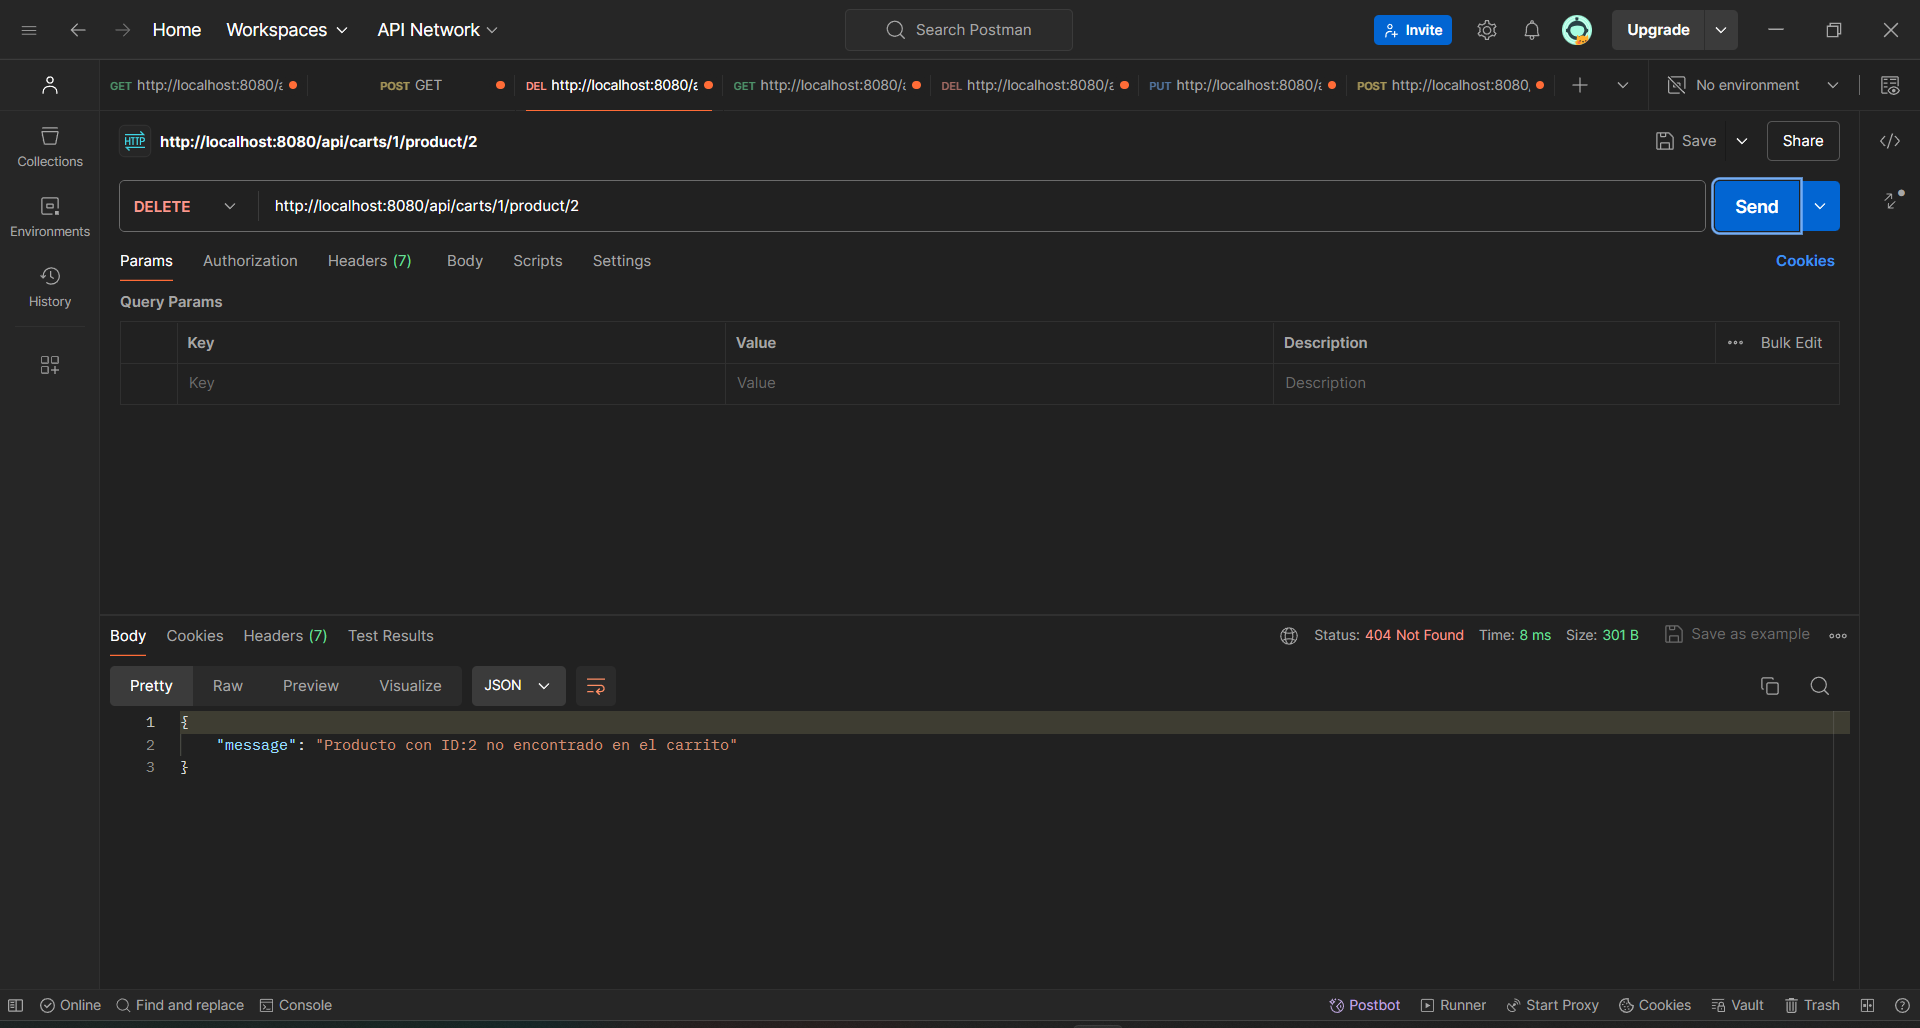 Home Workspaces API Network Search Postman Invite Upgrade
GET http://localhost:8080/a POST GET DEL http://localhost:8080/a GET http://localhost:8080/a DEL http://localhost:8080/a PUT http://localhost:8080/a POST http://localhost:8080/ No environment
Collections
Environments
History
HTTP http://localhost:8080/api/carts/1/product/2 Save Share
DELETE http://localhost:8080/api/carts/1/product/2 Send
Params Authorization Headers (7) Body Scripts Settings Cookies
Query Params
Key Value Description Bulk Edit
Key Value Description
Body Cookies Headers (7) Test Results Status: 404 Not Found Time: 8 ms Size: 301 B Save as example
Pretty Raw Preview Visualize JSON
1 {
2 "message": "Producto con ID:2 no encontrado en el carrito"
3 }
Online Find and replace Console Postbot Runner Start Proxy Cookies Vault Trash